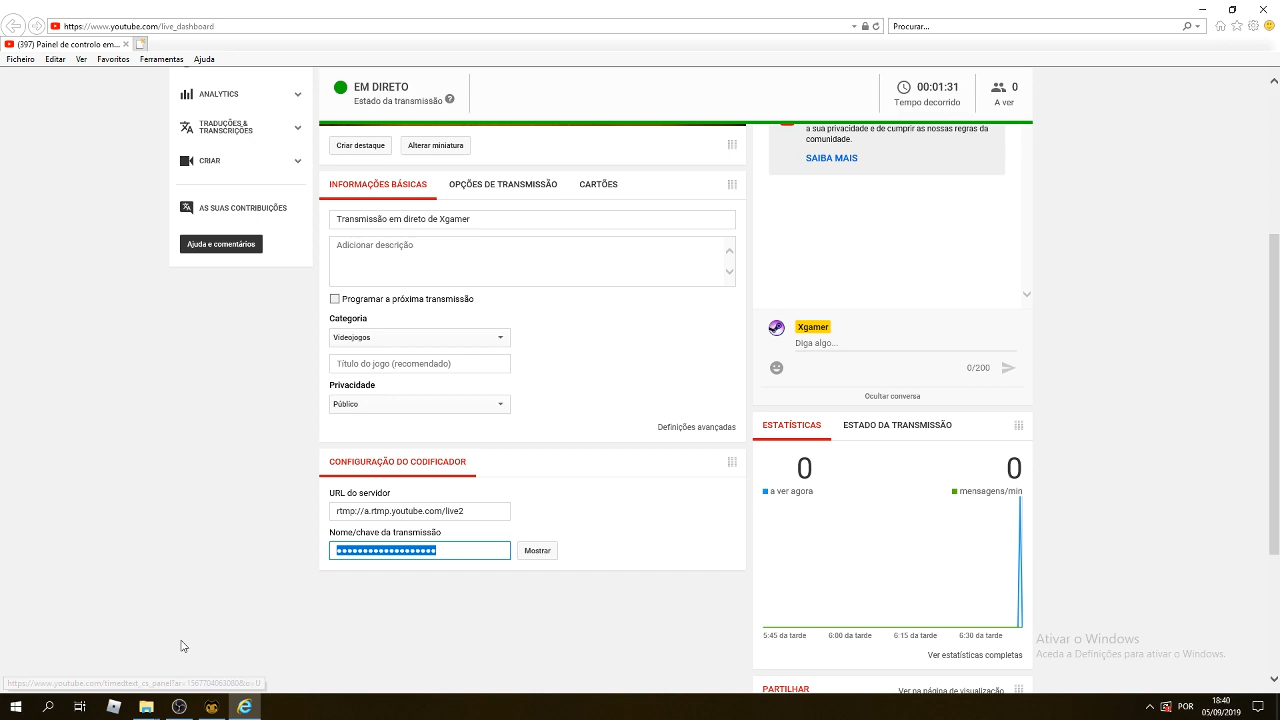 https://www.youtube.com/live_dashboard
Procurar...
(397) Painel de controlo em...
Ficheiro Editar Ver Favoritos Ferramentas Ajuda
ANALYTICS
TRADUÇÕES & TRANSCRIÇÕES
CRIAR
AS SUAS CONTRIBUIÇÕES
Ajuda e comentários
EM DIRETO
Estado da transmissão
00:01:31
Tempo decorrido
0
A ver
Criar destaque
Alterar miniatura
INFORMAÇÕES BÁSICAS
OPÇÕES DE TRANSMISSÃO
CARTÕES
Transmissão em direto de Xgamer
Adicionar descrição
Programar a próxima transmissão
Categoria
Videojogos
Título do jogo (recomendado)
Privacidade
Público
Definições avançadas
CONFIGURAÇÃO DO CODIFICADOR
URL do servidor
rtmp://a.rtmp.youtube.com/live2
Nome/chave da transmissão
Mostrar
a sua privacidade e de cumprir as nossas regras da
comunidade.
SAIBA MAIS
Xgamer
Diga algo...
0/200
Ocultar conversa
ESTATÍSTICAS
ESTADO DA TRANSMISSÃO
0
0
a ver agora
mensagens/min
5:45 da tarde 6:00 da tarde 6:15 da tarde 6:30 da tarde
Ver estatísticas completas
PARTILHAR
Ver na página de visualização
Ativar o Windows
Aceda a Definições para ativar o Windows.
POR
18:40
05/09/2019